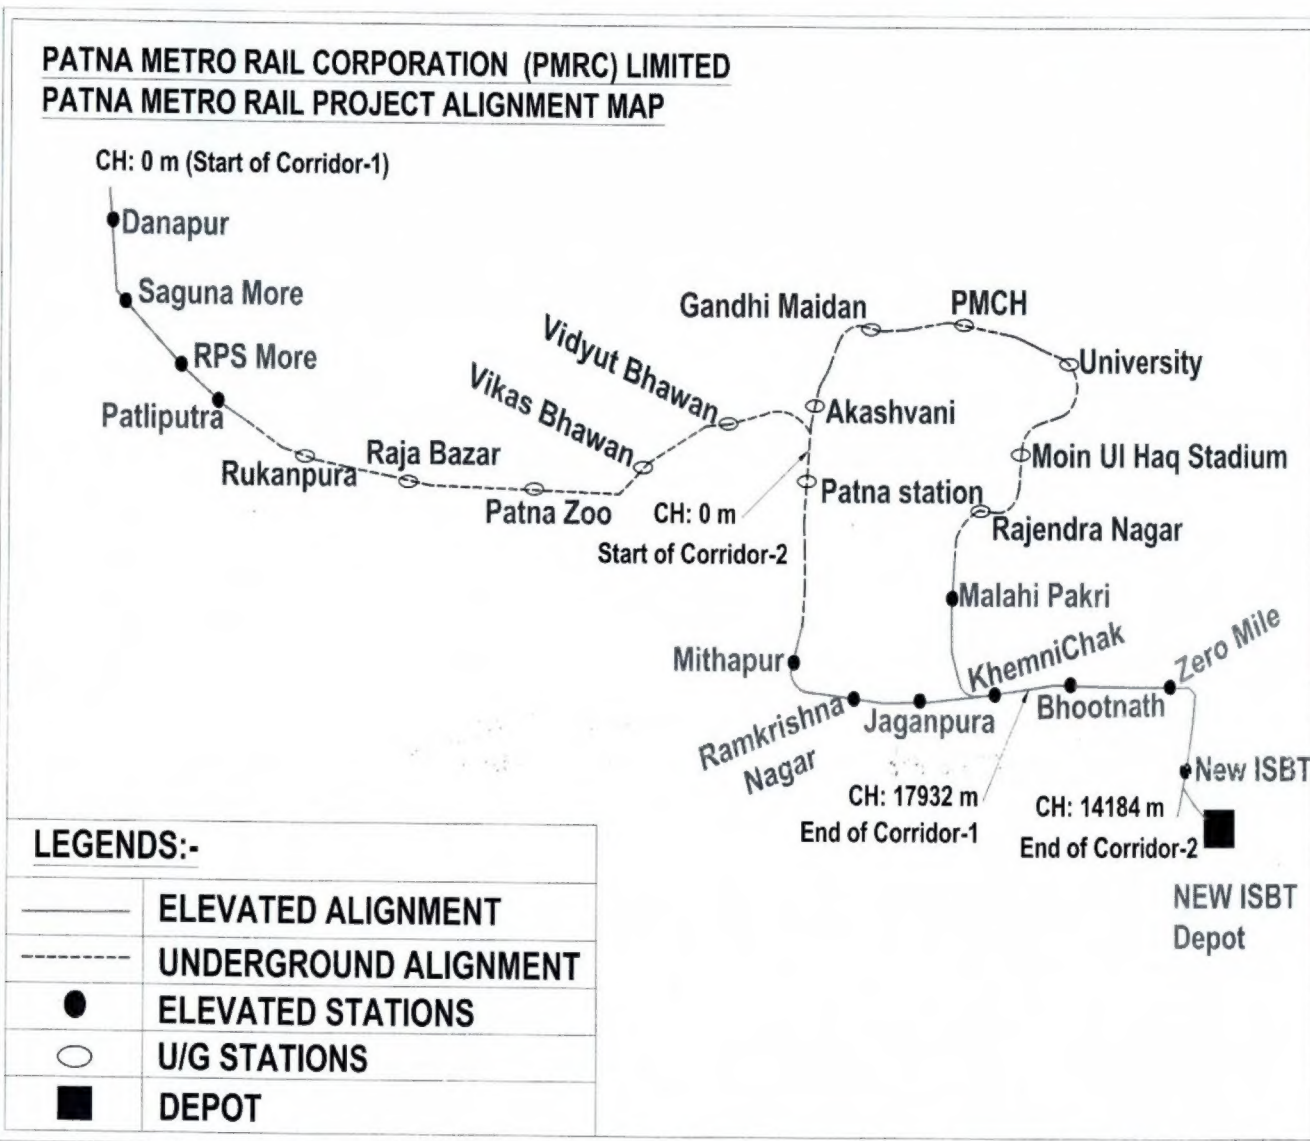 PATNA METRO RAIL CORPORATION (PMRC) LIMITED
PATNA METRO RAIL PROJECT ALIGNMENT MAP
CH: 0 m (Start of Corridor-1)
Danapur
Saguna More
RPS More
Patliputra
Rukanpura
Raja Bazar
Patna Zoo
Vikas Bhawan
Vidyut Bhawan
Gandhi Maidan
PMCH
University
Akashvani
Moin Ul Haq Stadium
Patna station
Rajendra Nagar
CH: 0 m
Start of Corridor-2
Malahi Pakri
Mithapur
KhemniChak
Zero Mile
Ramkrishna
Nagar
Jaganpura
Bhootnath
New ISBT
CH: 17932 m
End of Corridor-1
CH: 14184 m
End of Corridor-2
NEW ISBT
Depot
LEGENDS:-
ELEVATED ALIGNMENT
UNDERGROUND ALIGNMENT
ELEVATED STATIONS
U/G STATIONS
DEPOT